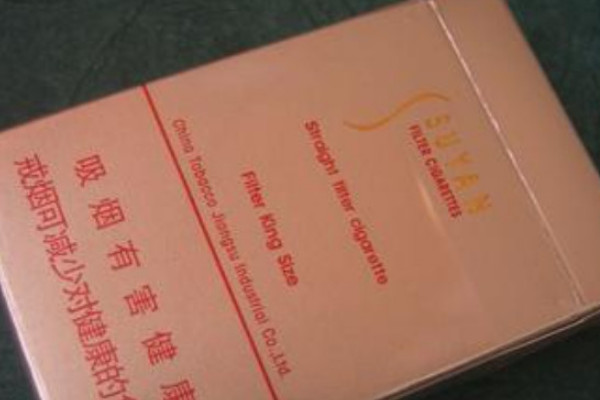 SUYAN
FILTER CIGARETTES
Straight filter cigarette
Filter King Size
China Tobacco Jiangsu Industrial Co.,Ltd.
吸烟有害健康
戒烟可减少对健康的